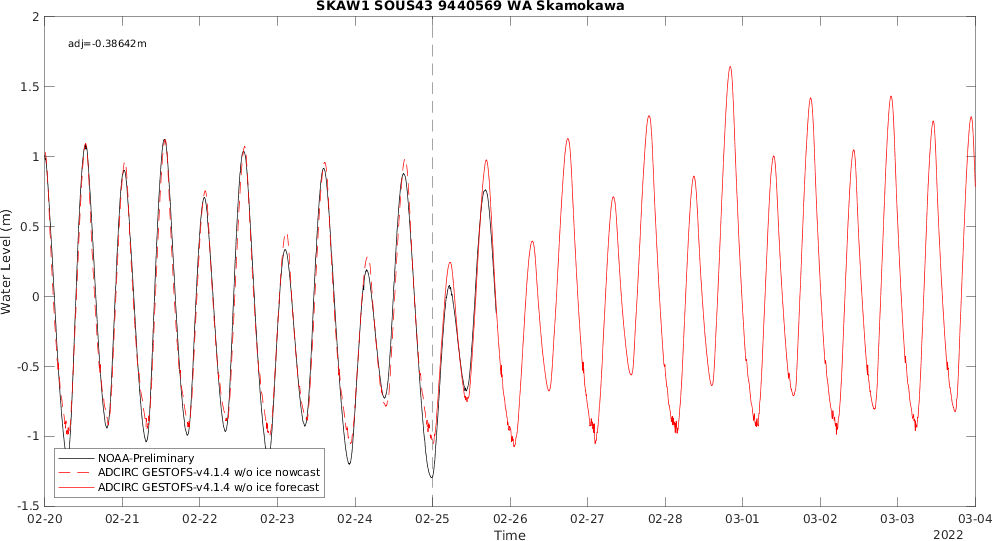 SKAW1 SOUS43 9440569 WA Skamokawa
adj=-0.38642m
2
1.5
1
0.5
0
-0.5
-1
-1.5
Water Level (m)
NOAA-Preliminary
ADCIRC GESTOFS-v4.1.4 w/o ice nowcast
ADCIRC GESTOFS-v4.1.4 w/o ice forecast
02-20 02-21 02-22 02-23 02-24 02-25 02-26 02-27 02-28 03-01 03-02 03-03 03-04
Time
2022